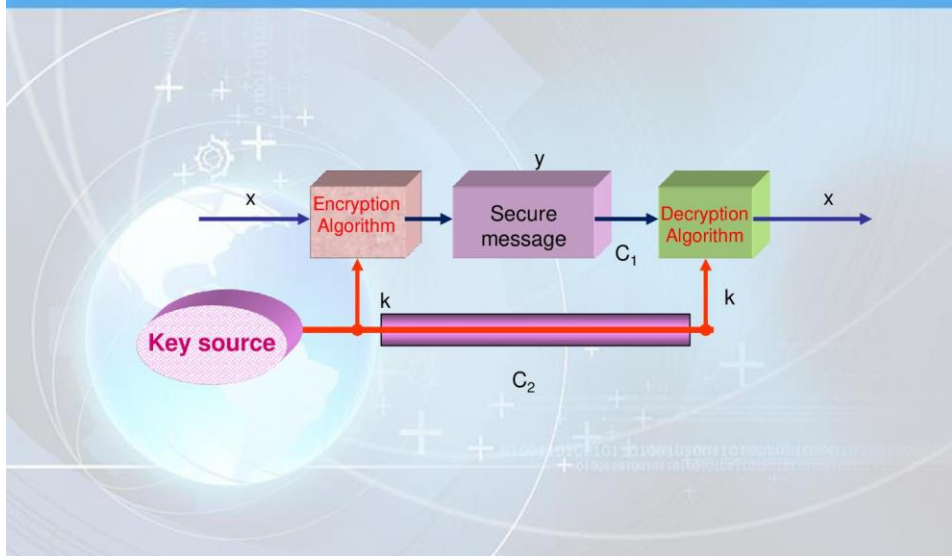 y
x
Encryption
Algorithm
Secure
message
Decryption
Algorithm
x
C₁
k
k
Key source
C₂